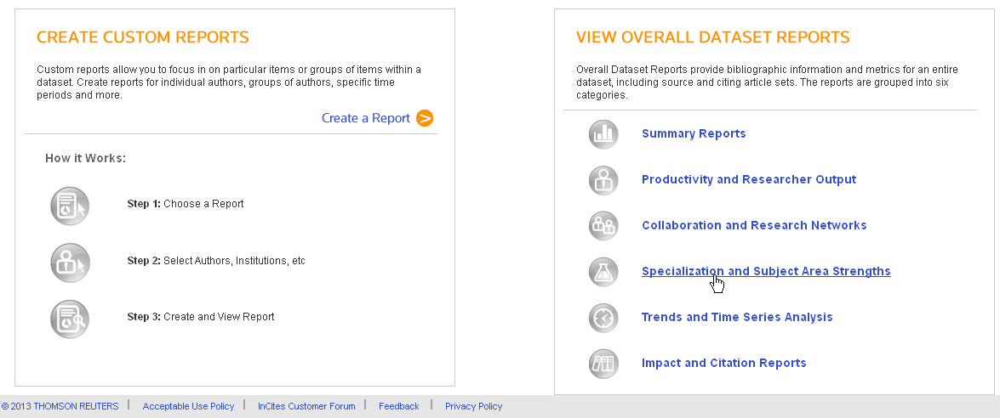 CREATE CUSTOM REPORTS
Custom reports allow you to focus in on particular items or groups of items within a
dataset. Create reports for individual authors, groups of authors, specific time
periods and more.
Create a Report
How it Works:
Step 1: Choose a Report
Step 2: Select Authors, Institutions, etc
Step 3: Create and View Report
VIEW OVERALL DATASET REPORTS
Overall Dataset Reports provide bibliographic information and metrics for an entire
dataset, including source and citing article sets. The reports are grouped into six
categories.
Summary Reports
Productivity and Researcher Output
Collaboration and Research Networks
Specialization and Subject Area Strengths
Trends and Time Series Analysis
Impact and Citation Reports
© 2013 THOMSON REUTERS | Acceptable Use Policy | InCites Customer Forum | Feedback | Privacy Policy